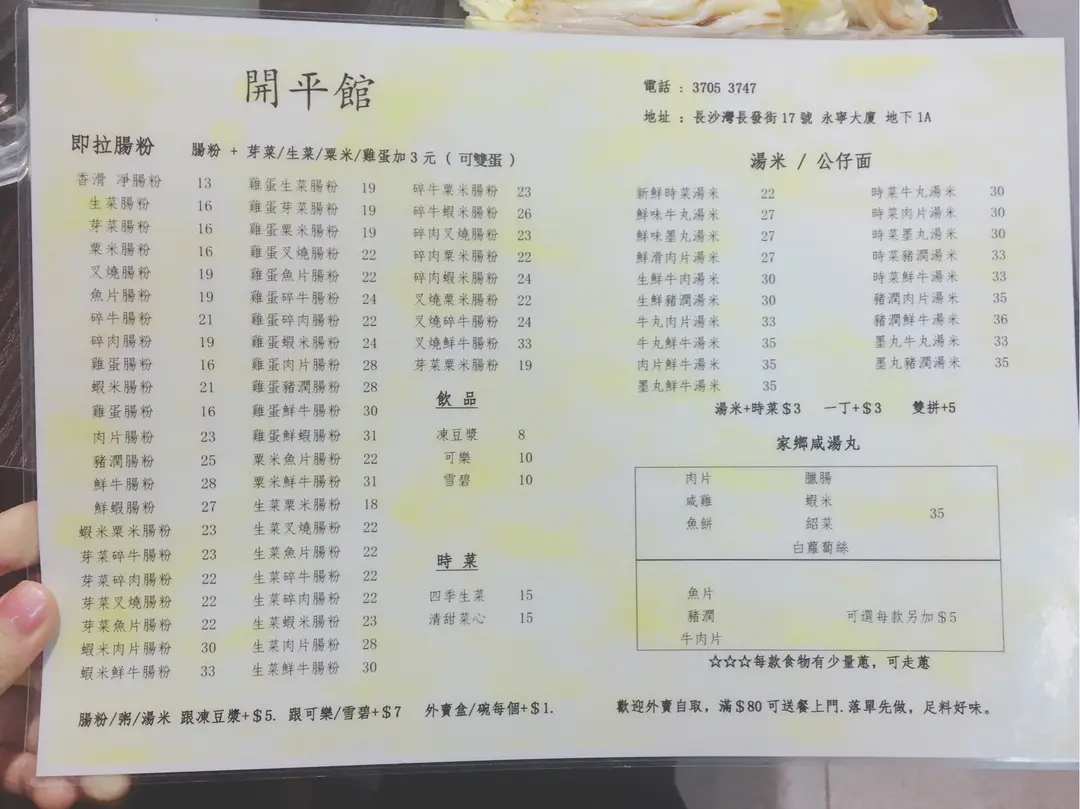 開平館
即拉腸粉 腸粉 + 芽菜/生菜/粟米/雞蛋加3元 ( 可雙蛋 )
香滑 凈腸粉 13
生菜腸粉 16
芽菜腸粉 16
粟米腸粉 16
叉燒腸粉 19
魚片腸粉 19
碎牛腸粉 21
碎肉腸粉 19
雞蛋腸粉 16
蝦米腸粉 21
雞蛋腸粉 16
肉片腸粉 23
豬潤腸粉 25
鮮牛腸粉 28
鮮蝦腸粉 27
蝦米粟米腸粉 23
芽菜碎牛腸粉 23
芽菜碎肉腸粉 22
芽菜叉燒腸粉 22
芽菜魚片腸粉 22
蝦米肉片腸粉 30
蝦米鮮牛腸粉 33
雞蛋生菜腸粉 19
雞蛋芽菜腸粉 19
雞蛋粟米腸粉 19
雞蛋叉燒腸粉 22
雞蛋魚片腸粉 22
雞蛋碎牛腸粉 24
雞蛋碎肉腸粉 22
雞蛋蝦米腸粉 24
雞蛋肉片腸粉 28
雞蛋豬潤腸粉 28
雞蛋鮮牛腸粉 30
雞蛋鮮蝦腸粉 31
粟米魚片腸粉 22
粟米鮮牛腸粉 31
生菜粟米腸粉 18
生菜叉燒腸粉 22
生菜魚片腸粉 22
生菜碎牛腸粉 22
生菜碎肉腸粉 22
生菜蝦米腸粉 23
生菜肉片腸粉 28
生菜鮮牛腸粉 30
碎牛粟米腸粉 23
碎牛蝦米腸粉 26
碎肉叉燒腸粉 23
碎肉粟米腸粉 22
碎肉蝦米腸粉 24
叉燒粟米腸粉 22
叉燒碎牛腸粉 24
叉燒鮮牛腸粉 33
芽菜粟米腸粉 19
飲 品
凍豆漿 8
可樂 10
雪碧 10
時 菜
四季生菜 15
清甜菜心 15
腸粉/粥/湯米 跟凍豆漿+$5. 跟可樂/雪碧+$7 外賣盒/碗每個+$1.
電話 : 3705 3747
地址 : 長沙灣長發街17號 永寧大廈 地下1A
湯米 / 公仔面
新鮮時菜湯米 22
鮮味牛丸湯米 27
鮮味墨丸湯米 27
鮮滑肉片湯米 27
生鮮牛肉湯米 30
生鮮豬潤湯米 30
牛丸肉片湯米 33
牛丸鮮牛湯米 35
肉片鮮牛湯米 35
墨丸鮮牛湯米 35
時菜牛丸湯米 30
時菜肉片湯米 30
時菜墨丸湯米 30
時菜豬潤湯米 33
時菜鮮牛湯米 33
豬潤肉片湯米 35
豬潤鮮牛湯米 36
墨丸牛丸湯米 33
墨丸豬潤湯米 35
湯米+時菜$3 一丁+$3 雙拼+5
家鄉咸湯丸
肉片 臘腸
咸雞 蝦米
魚餅 紹菜
白蘿蔔絲
35
魚片
豬潤
牛肉片
可選每款另加$5
☆☆☆每款食物有少量蔥，可走蔥
歡迎外賣自取，滿$80可送餐上門.落單先做，足料好味。